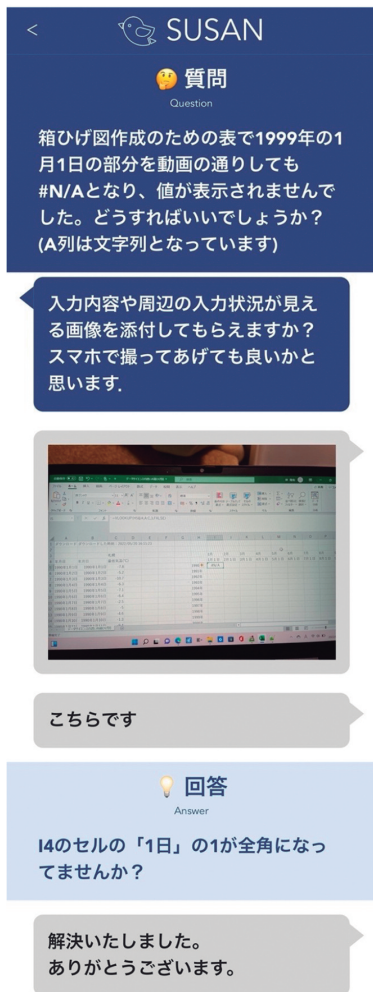 <
SUSAN
質問
Question
箱ひげ図作成のための表で1999年の1
月1日の部分を動画の通りしても
#N/Aとなり、値が表示されませんで
した。どうすればいいでしょうか？
(A列は文字列となっています)
入力内容や周辺の入力状況が見え
る画像を添付してもらえますか？
スマホで撮ってあげても良いかと
思います.
こちらです
回答
Answer
I4のセルの「1日」の1が全角になっ
てませんか？
解決いたしました。
ありがとうございます。